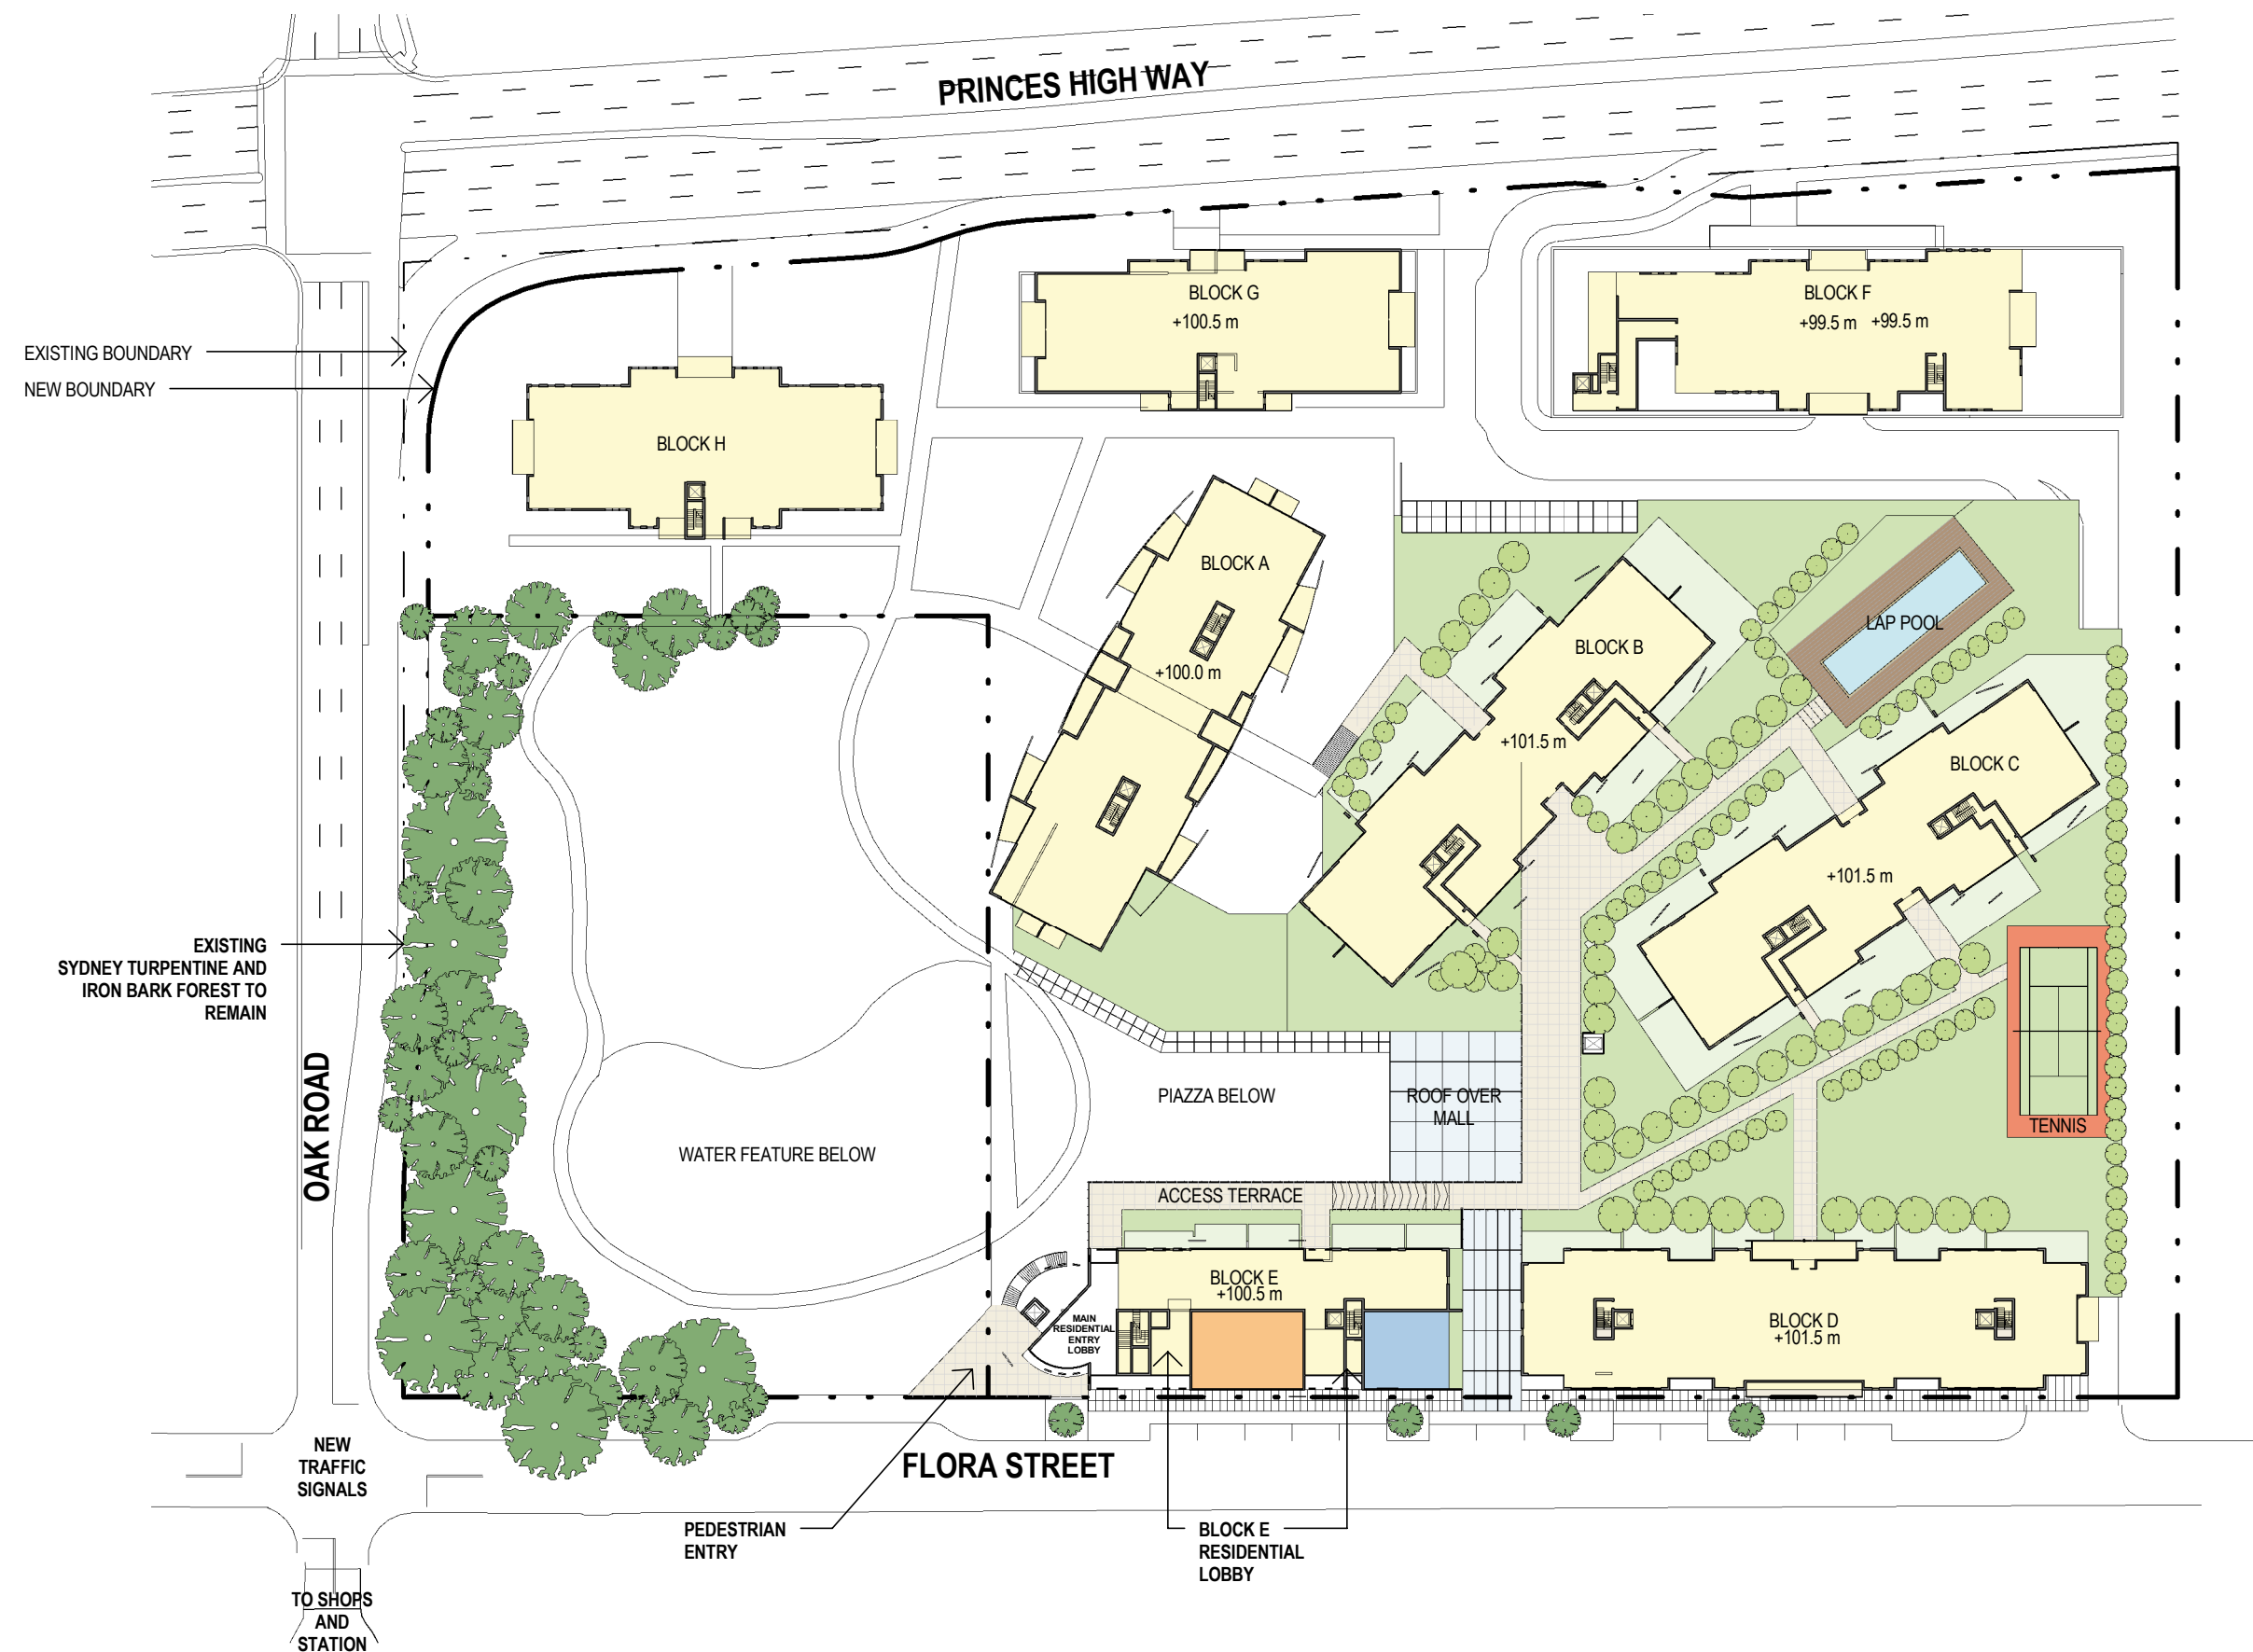 PRINCES HIGH WAY
BLOCK G
+100.5 m
BLOCK F
+99.5 m +99.5 m
EXISTING BOUNDARY
NEW BOUNDARY
BLOCK H
BLOCK A
+100.0 m
BLOCK B
+101.5 m
LAP POOL
BLOCK C
+101.5 m
EXISTING
SYDNEY TURPENTINE AND
IRON BARK FOREST TO
REMAIN
OAK ROAD
PIAZZA BELOW
ROOF OVER
MALL
TENNIS
WATER FEATURE BELOW
ACCESS TERRACE
BLOCK E
+100.5 m
MAIN
RESIDENTIAL
ENTRY
LOBBY
BLOCK D
+101.5 m
NEW
TRAFFIC
SIGNALS
FLORA STREET
PEDESTRIAN
ENTRY
BLOCK E
RESIDENTIAL
LOBBY
TO SHOPS
AND
STATION